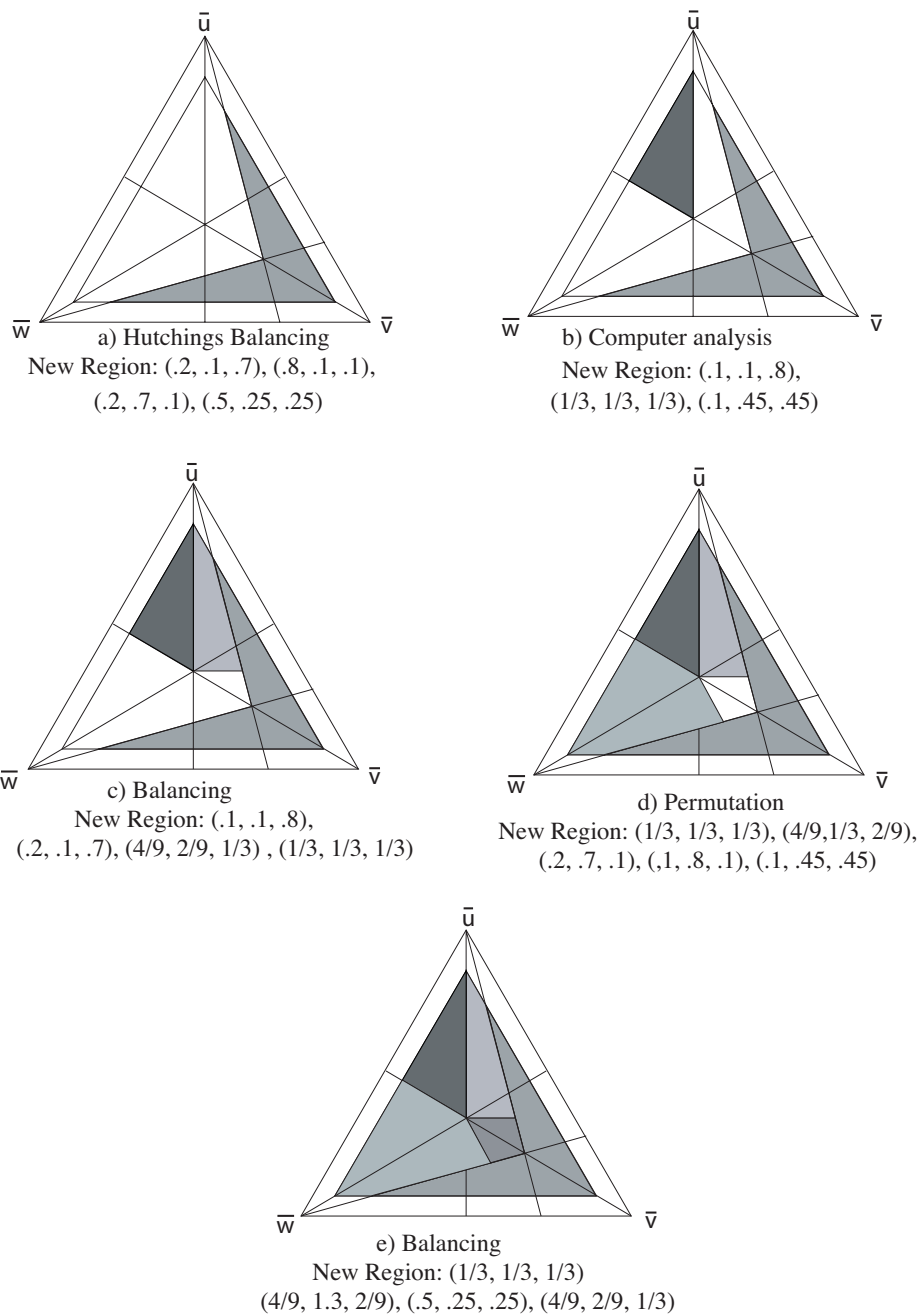 ū
w̄
v̄
a) Hutchings Balancing
New Region: (.2, .1, .7), (.8, .1, .1),
(.2, .7, .1), (.5, .25, .25)
ū
w̄
v̄
b) Computer analysis
New Region: (.1, .1, .8),
(1/3, 1/3, 1/3), (.1, .45, .45)
ū
w̄
v̄
c) Balancing
New Region: (.1, .1, .8),
(.2, .1, .7), (4/9, 2/9, 1/3) , (1/3, 1/3, 1/3)
ū
w̄
v̄
d) Permutation
New Region: (1/3, 1/3, 1/3), (4/9,1/3, 2/9),
(.2, .7, .1), (,1, .8, .1), (.1, .45, .45)
ū
w̄
v̄
e) Balancing
New Region: (1/3, 1/3, 1/3)
(4/9, 1.3, 2/9), (.5, .25, .25), (4/9, 2/9, 1/3)